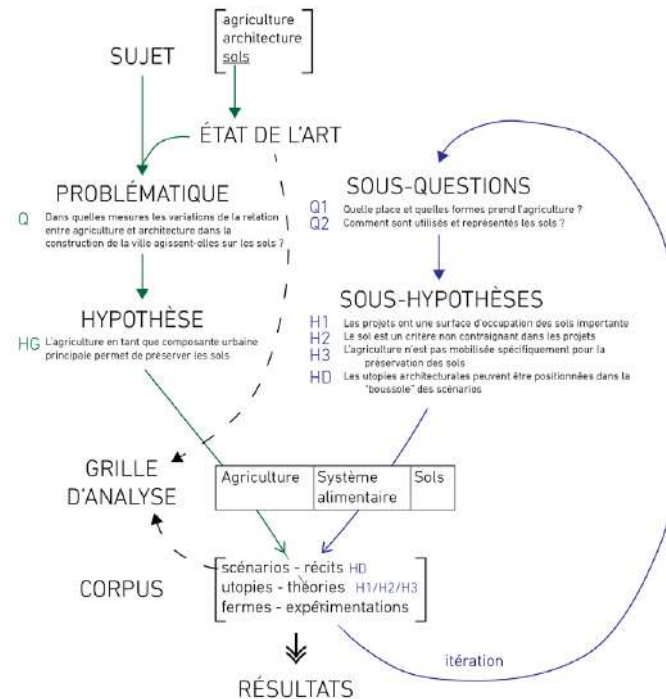 agriculture
architecture
sols
SUJET
ÉTAT DE L'ART
PROBLÉMATIQUE
Q Dans quelles mesures les variations de la relation
entre agriculture et architecture dans la
construction de la ville agissent-elles sur les sols ?
HYPOTHÈSE
HG L'agriculture en tant que composante urbaine
principale permet de préserver les sols
SOUS-QUESTIONS
Q1 Quelle place et quelles formes prend l'agriculture ?
Q2 Comment sont utilisés et représentés les sols ?
SOUS-HYPOTHÈSES
H1 Les projets ont une surface d'occupation des sols importante
H2 Le sol est un critère non contraignant dans les projets
H3 L'agriculture n'est pas mobilisée spécifiquement pour la
préservation des sols
HD Les utopies architecturales peuvent être positionnées dans la
"boussole" des scénarios
GRILLE
D'ANALYSE
Agriculture
Système
alimentaire
Sols
CORPUS
scénarios - récits HD
utopies - théories H1/H2/H3
fermes - expérimentations
itération
RÉSULTATS